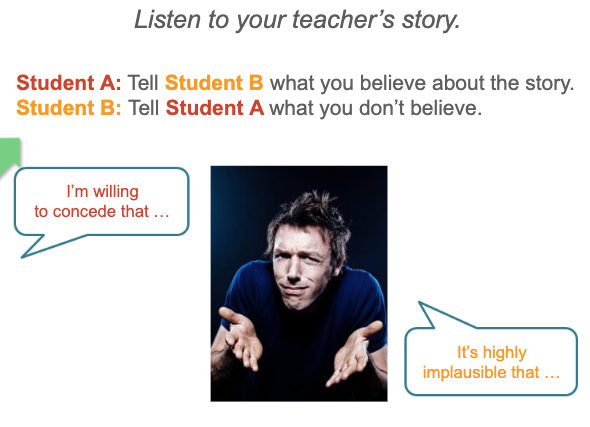 Listen to your teacher’s story.
Student A: Tell Student B what you believe about the story.
Student B: Tell Student A what you don’t believe.
I’m willing
to concede that …
It’s highly
implausible that …